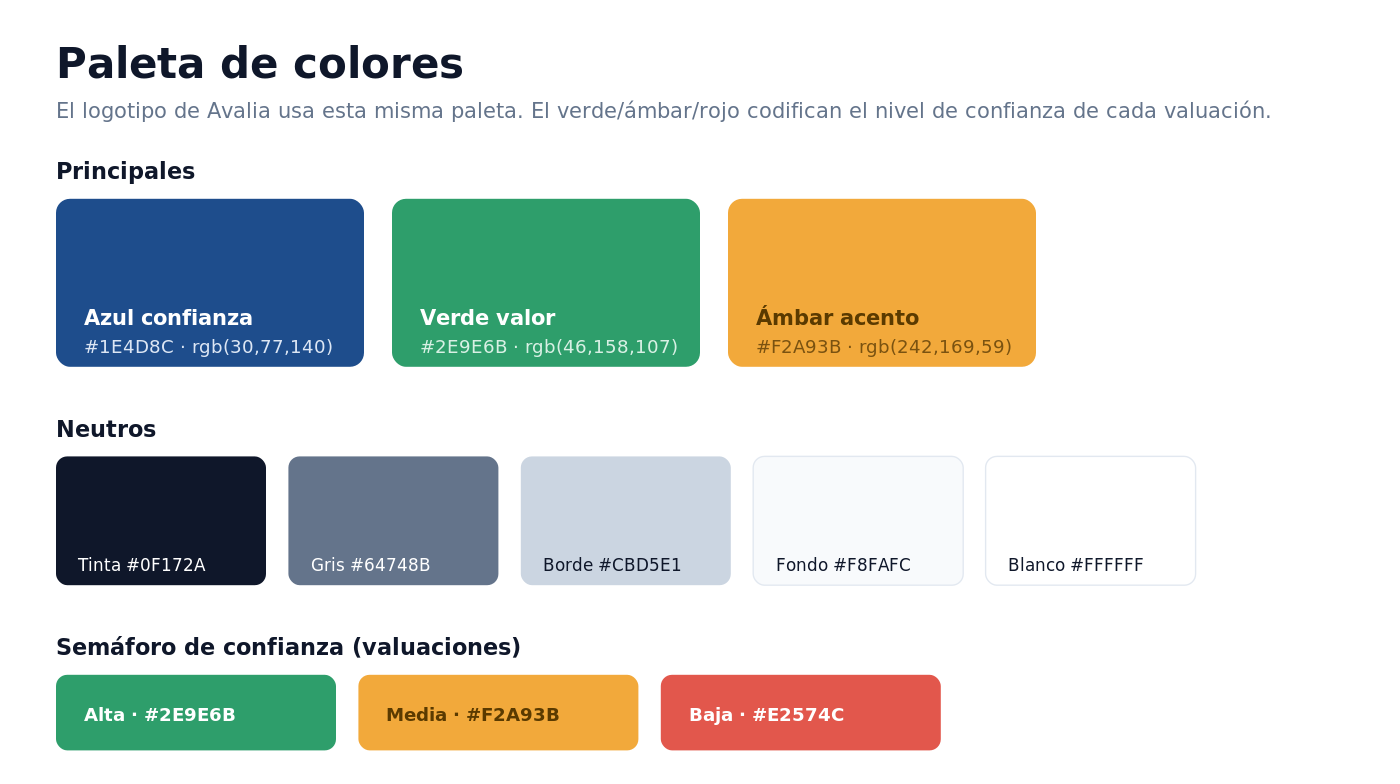 Paleta de colores
El logotipo de Avalia usa esta misma paleta. El verde/ámbar/rojo codifican el nivel de confianza de cada valuación.
Principales
Azul confianza
#1E4D8C · rgb(30,77,140)
Verde valor
#2E9E6B · rgb(46,158,107)
Ámbar acento
#F2A93B · rgb(242,169,59)
Neutros
Tinta #0F172A
Gris #64748B
Borde #CBD5E1
Fondo #F8FAFC
Blanco #FFFFFF
Semáforo de confianza (valuaciones)
Alta · #2E9E6B
Media · #F2A93B
Baja · #E2574C